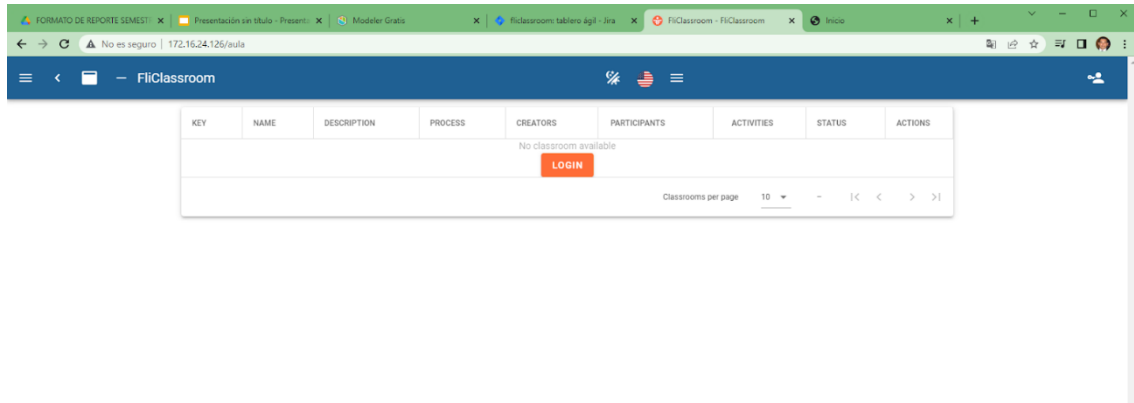 FORMATO DE REPORTE SEMESTR
Presentación sin título - Presenta
Modeler Gratis
fliclassroom: tablero ágil - Jira
FliClassroom - FliClassroom
Inicio
No es seguro | 172.16.24.126/aula
— FliClassroom
KEY NAME DESCRIPTION PROCESS CREATORS PARTICIPANTS ACTIVITIES STATUS ACTIONS
No classroom available
LOGIN
Classrooms per page 10 –